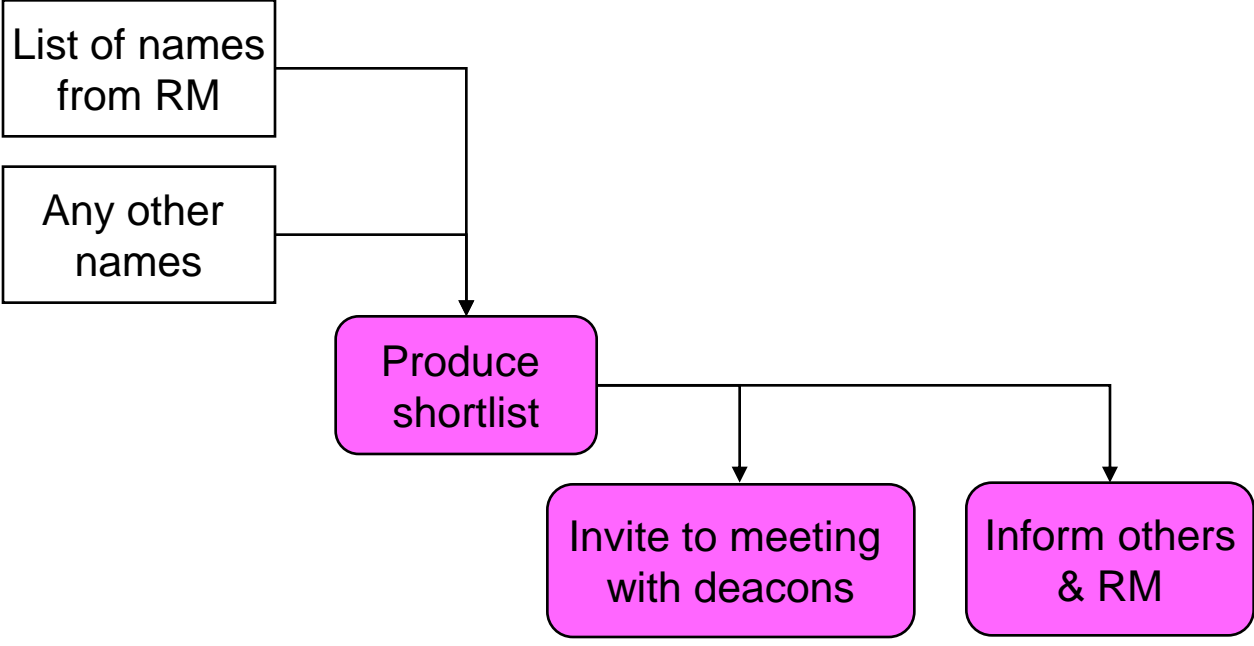 List of names
from RM
Any other
names
Produce
shortlist
Invite to meeting
with deacons
Inform others
& RM